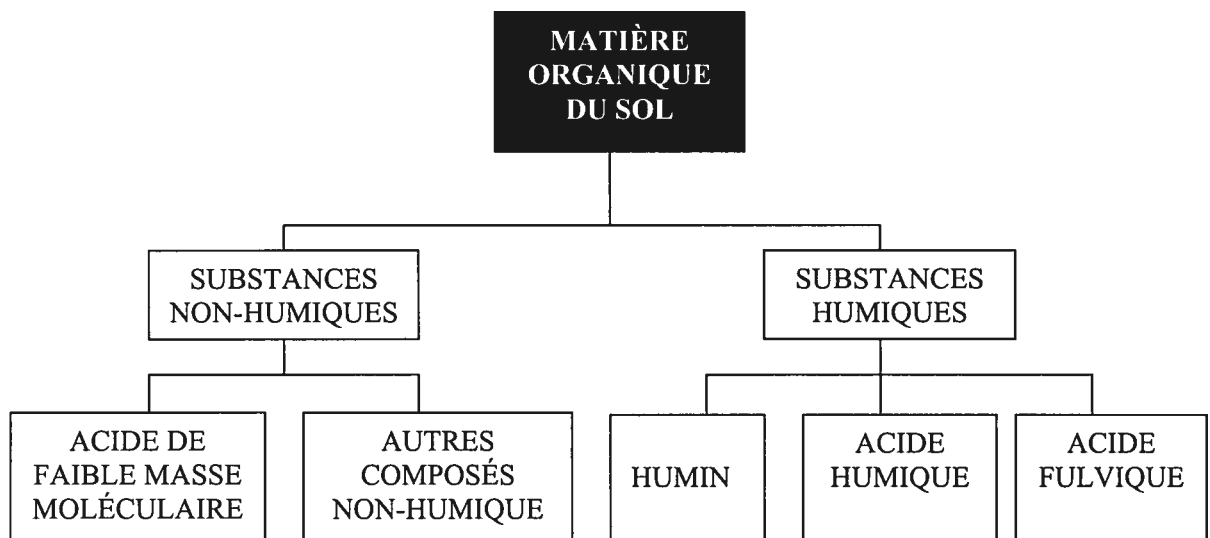 MATIÈRE
ORGANIQUE
DU SOL
SUBSTANCES
NON-HUMIQUES
SUBSTANCES
HUMIQUES
ACIDE DE
FAIBLE MASSE
MOLÉCULAIRE
AUTRES
COMPOSÉS
NON-HUMIQUE
HUMIN
ACIDE
HUMIQUE
ACIDE
FULVIQUE